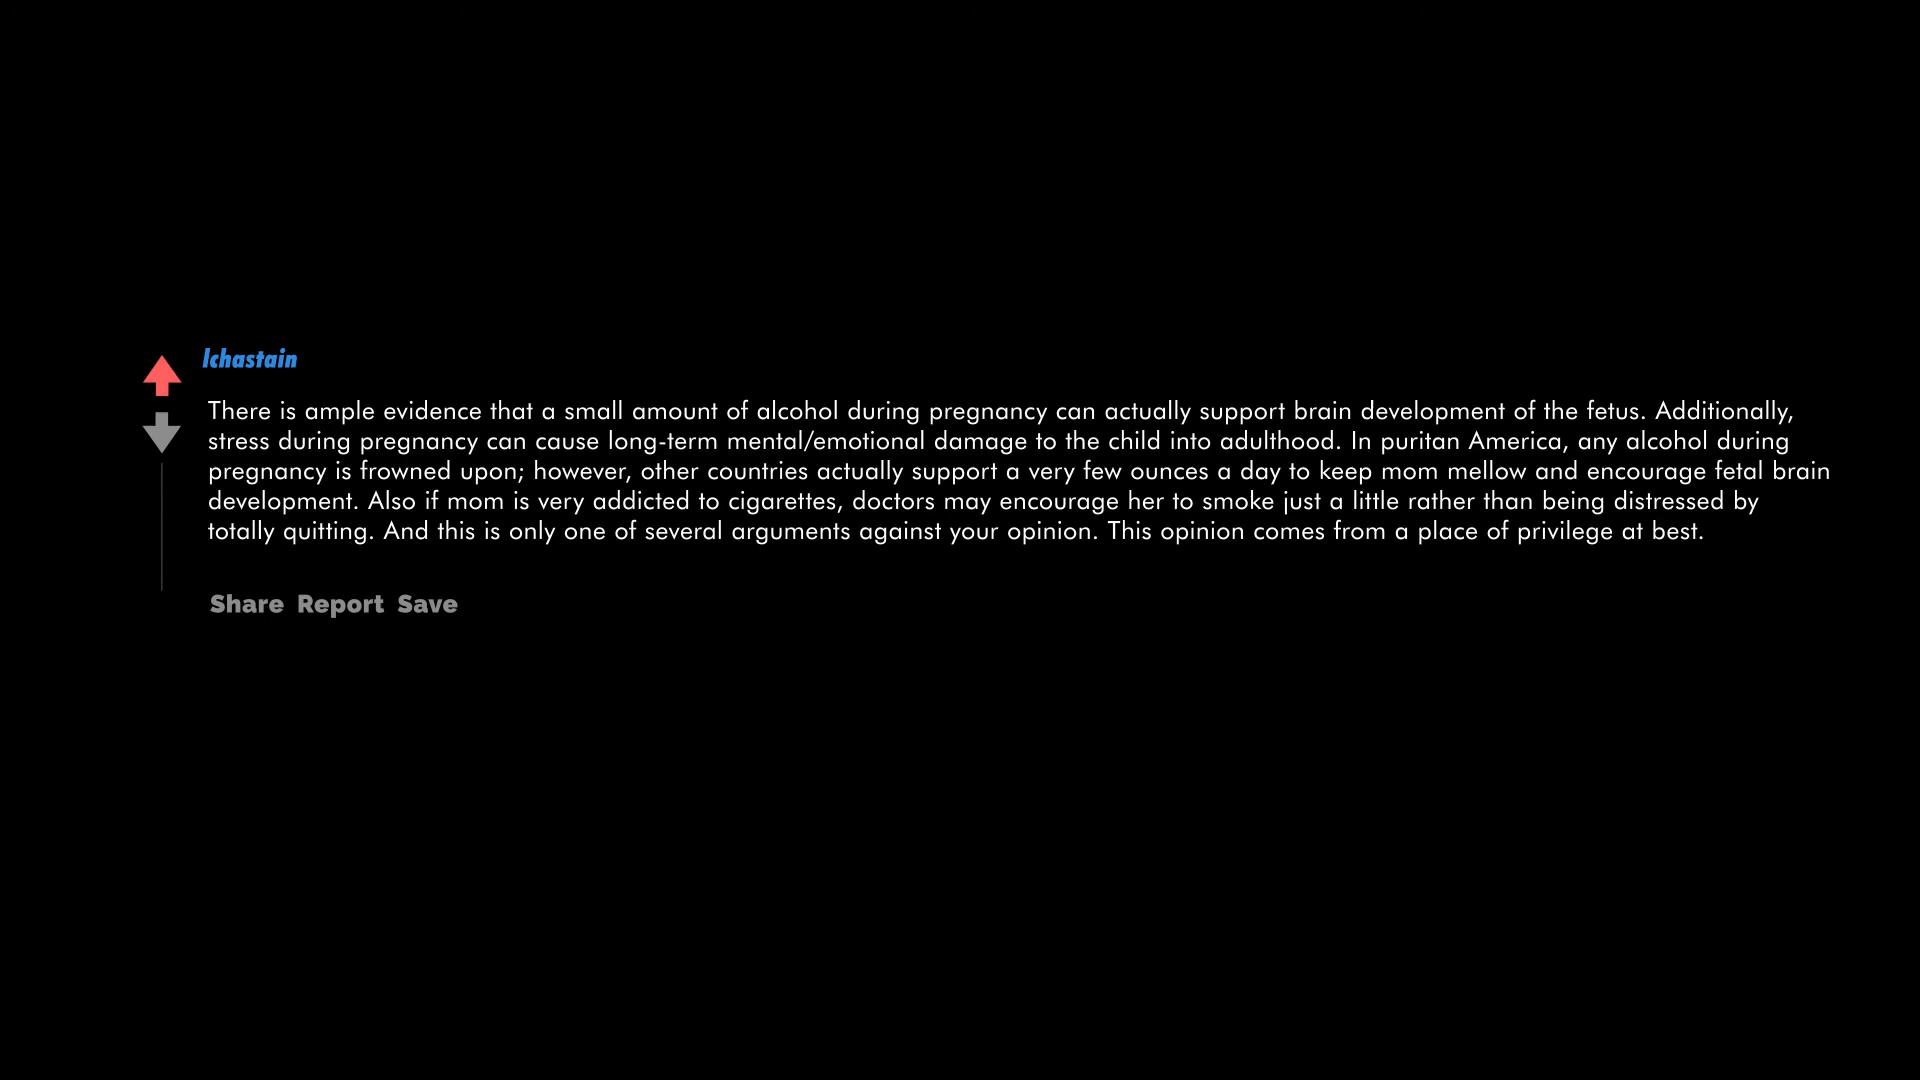 lchastain
There is ample evidence that a small amount of alcohol during pregnancy can actually support brain development of the fetus. Additionally,
stress during pregnancy can cause long-term mental/emotional damage to the child into adulthood. In puritan America, any alcohol during
pregnancy is frowned upon; however, other countries actually support a very few ounces a day to keep mom mellow and encourage fetal brain
development. Also if mom is very addicted to cigarettes, doctors may encourage her to smoke just a little rather than being distressed by
totally quitting. And this is only one of several arguments against your opinion. This opinion comes from a place of privilege at best.
Share Report Save